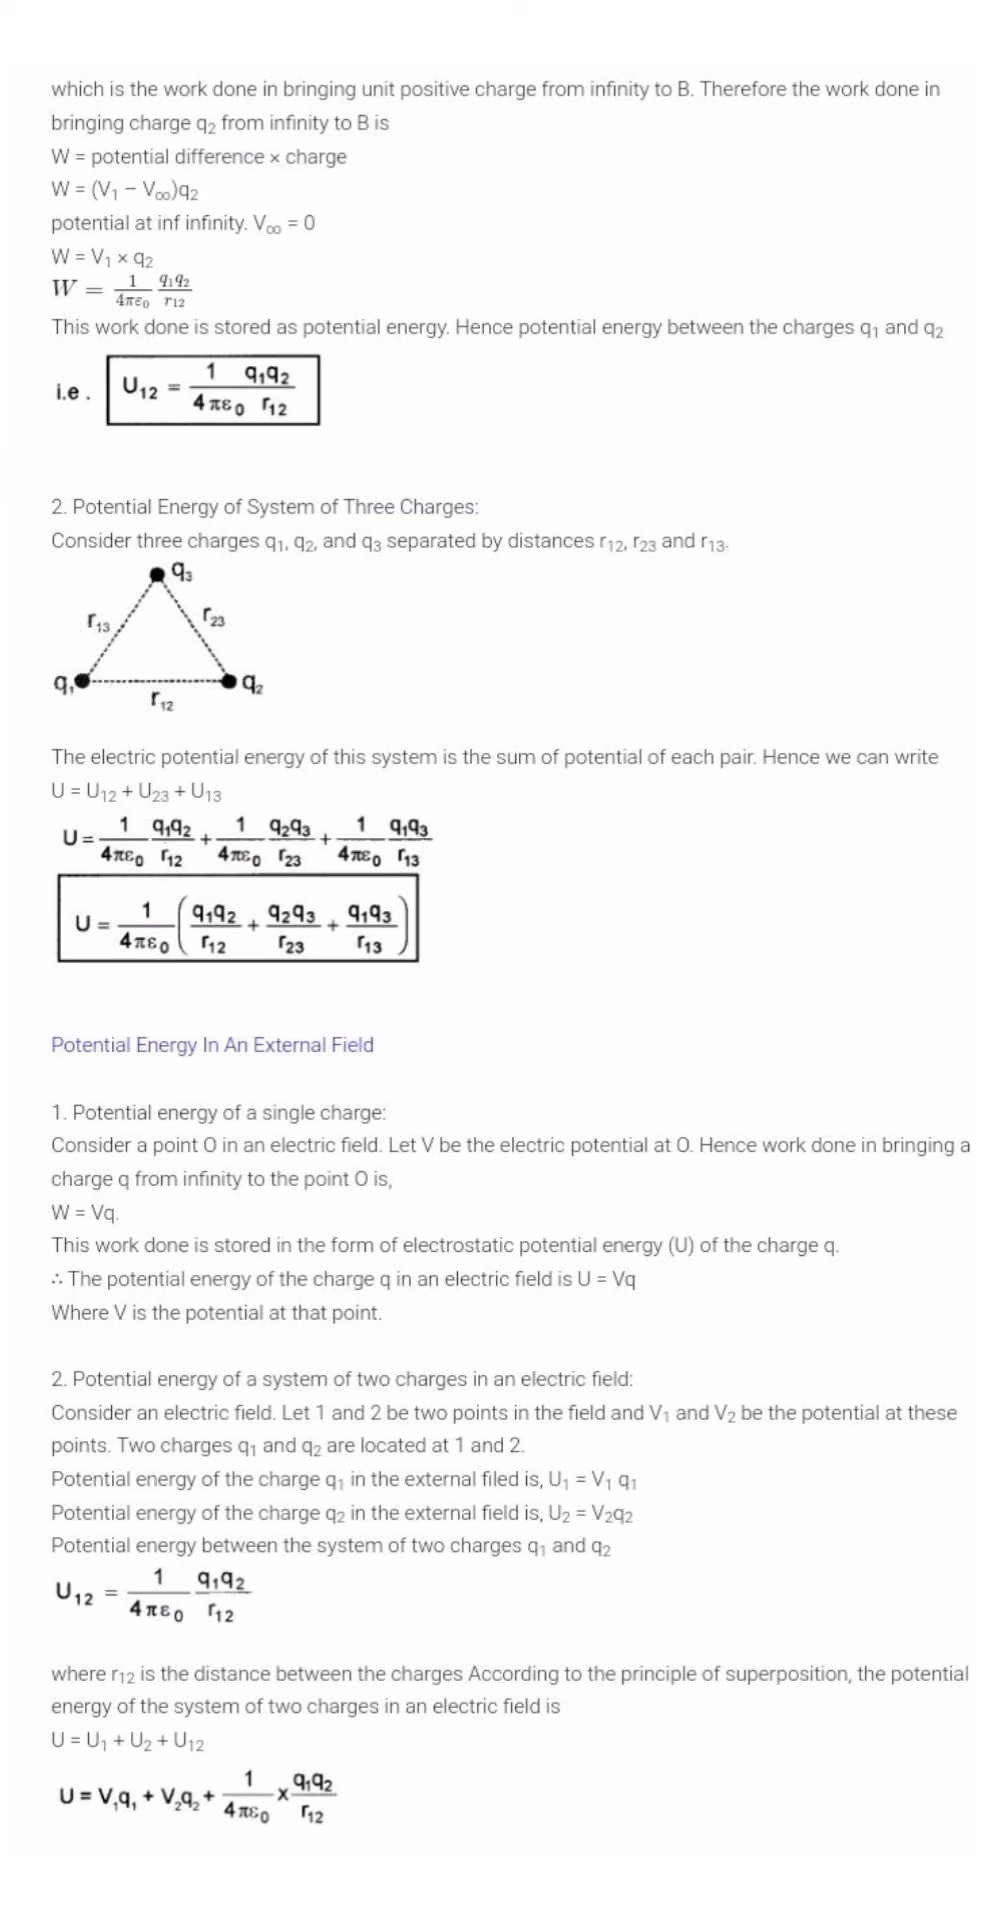 which is the work done in bringing unit positive charge from infinity to B. Therefore the work done in
bringing charge q₂ from infinity to B is
W = potential difference × charge
W = (V₁ − V∞)q₂
potential at inf infinity. V∞ = 0
W = V₁ × q₂
W = 1/4πε₀ q₁q₂/r₁₂
This work done is stored as potential energy. Hence potential energy between the charges q₁ and q₂
i.e. U₁₂ = 1/4πε₀ q₁q₂/r₁₂
2. Potential Energy of System of Three Charges:
Consider three charges q₁, q₂, and q₃ separated by distances r₁₂, r₂₃ and r₁₃.
q₃
r₁₃ r₂₃
q₁ q₂
r₁₂
The electric potential energy of this system is the sum of potential of each pair. Hence we can write
U = U₁₂ + U₂₃ + U₁₃
U = 1/4πε₀ q₁q₂/r₁₂ + 1/4πε₀ q₂q₃/r₂₃ + 1/4πε₀ q₁q₃/r₁₃
U = 1/4πε₀ (q₁q₂/r₁₂ + q₂q₃/r₂₃ + q₁q₃/r₁₃)
Potential Energy In An External Field
1. Potential energy of a single charge:
Consider a point O in an electric field. Let V be the electric potential at O. Hence work done in bringing a
charge q from infinity to the point O is,
W = Vq.
This work done is stored in the form of electrostatic potential energy (U) of the charge q.
∴ The potential energy of the charge q in an electric field is U = Vq
Where V is the potential at that point.
2. Potential energy of a system of two charges in an electric field:
Consider an electric field. Let 1 and 2 be two points in the field and V₁ and V₂ be the potential at these
points. Two charges q₁ and q₂ are located at 1 and 2.
Potential energy of the charge q₁ in the external filed is, U₁ = V₁ q₁
Potential energy of the charge q₂ in the external field is, U₂ = V₂q₂
Potential energy between the system of two charges q₁ and q₂
U₁₂ = 1/4πε₀ q₁q₂/r₁₂
where r₁₂ is the distance between the charges According to the principle of superposition, the potential
energy of the system of two charges in an electric field is
U = U₁ + U₂ + U₁₂
U = V₁q₁ + V₂q₂ + 1/4πε₀ × q₁q₂/r₁₂